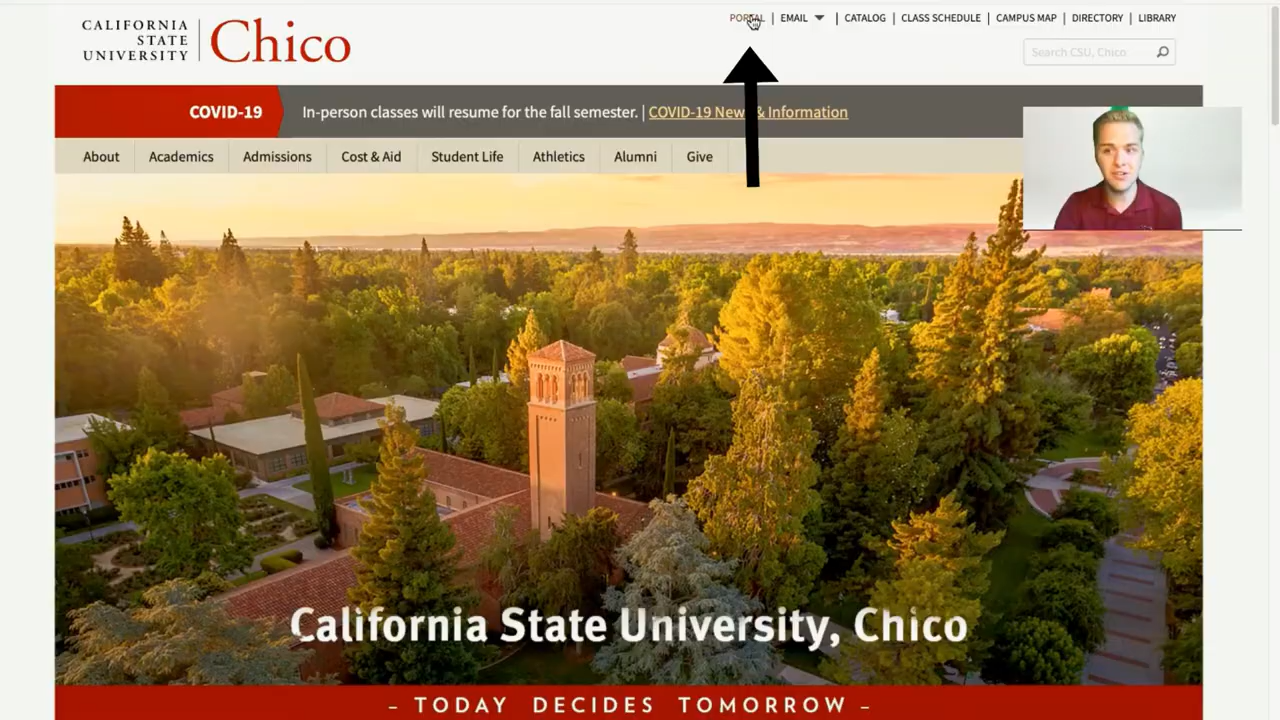 CALIFORNIA
STATE
UNIVERSITY
Chico
PORTAL | EMAIL | CATALOG | CLASS SCHEDULE | CAMPUS MAP | DIRECTORY | LIBRARY
Search CSU, Chico
COVID-19 In-person classes will resume for the fall semester. | COVID-19 News & Information
About Academics Admissions Cost & Aid Student Life Athletics Alumni Give
California State University, Chico
– TODAY DECIDES TOMORROW –